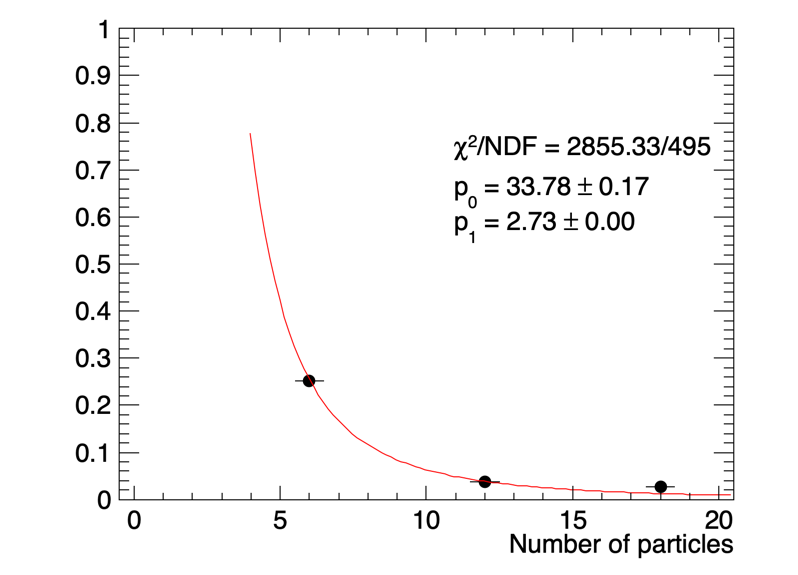 1
0.9
0.8
0.7
0.6
0.5
0.4
0.3
0.2
0.1
0
χ²/NDF = 2855.33/495
p₀ = 33.78 ± 0.17
p₁ = 2.73 ± 0.00
0 5 10 15 20
Number of particles